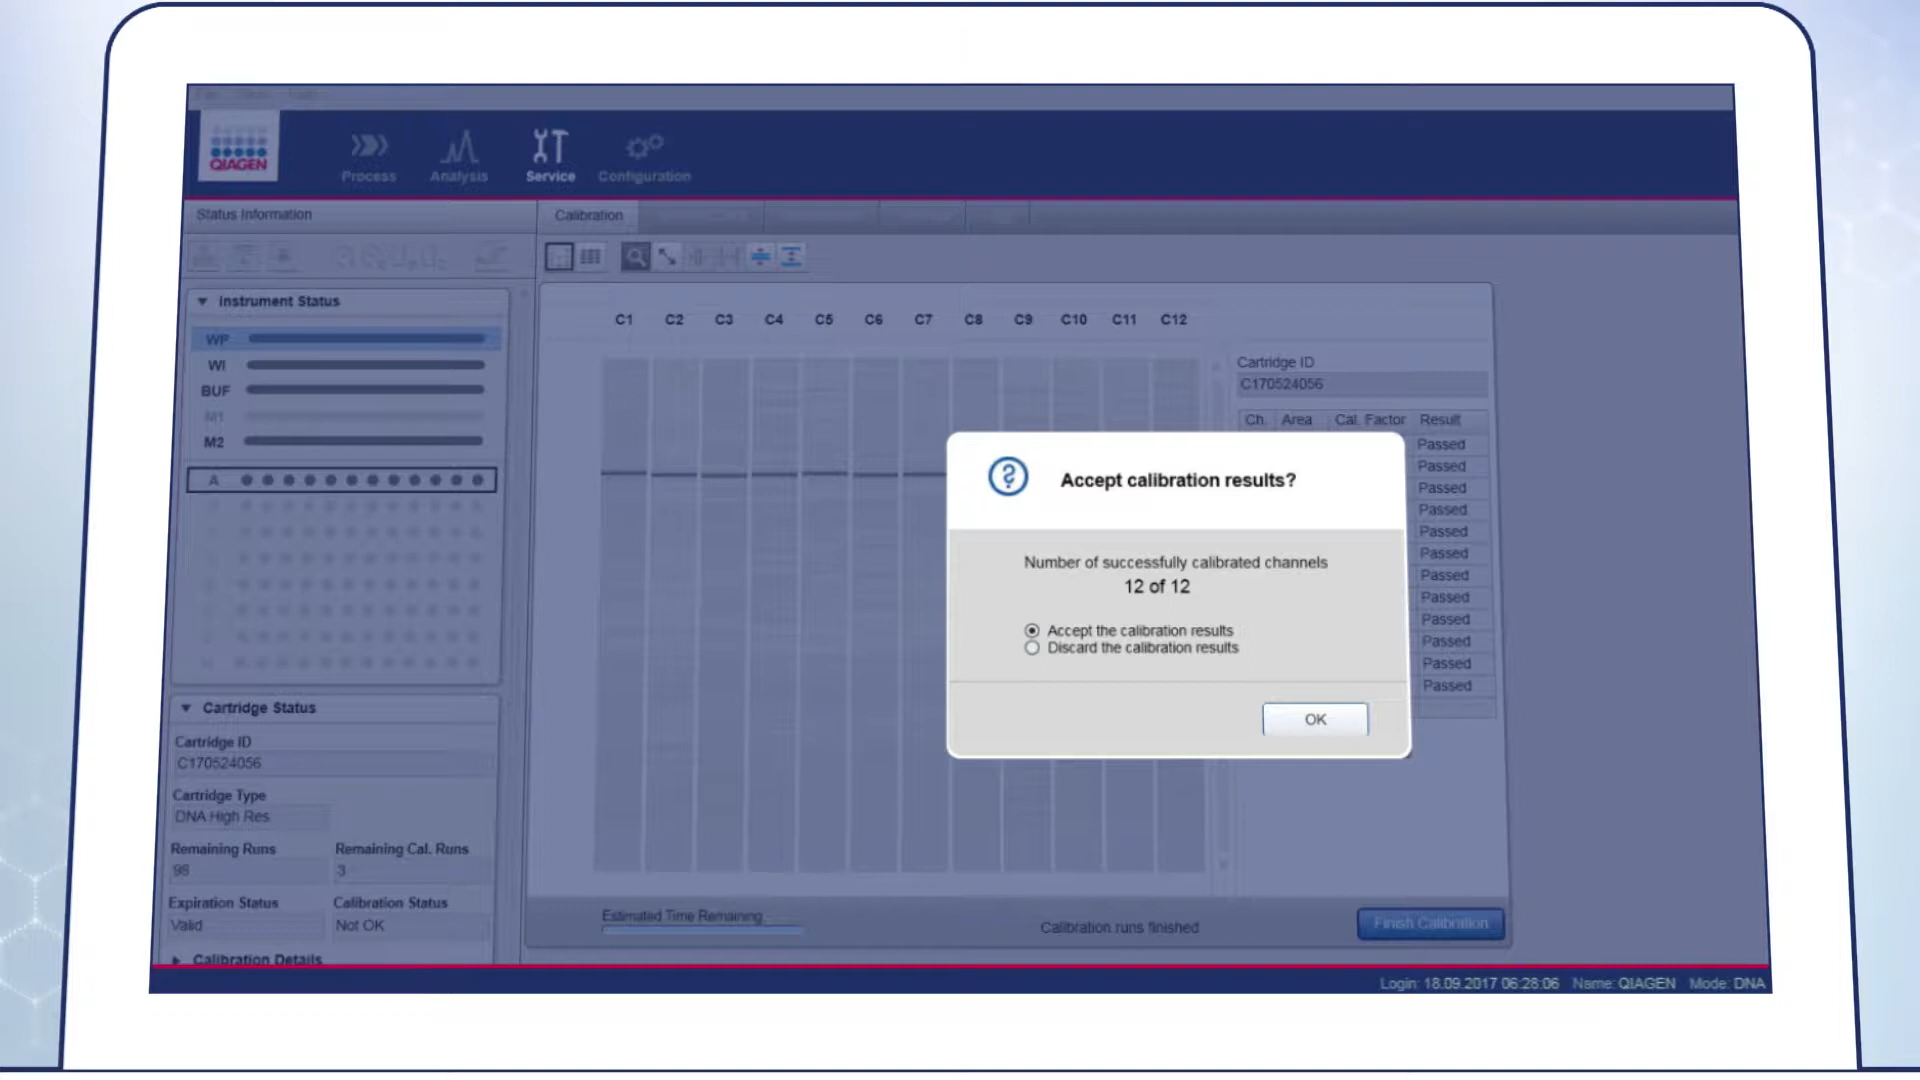 QIAGEN
Process
Analysis
Service
Configuration
Status Information
Calibration
Instrument Status
WP
WI
BUF
M1
M2
A
Cartridge Status
Cartridge ID
C170524056
Cartridge Type
DNA High Res
Remaining Runs
Remaining Cal. Runs
3
Expiration Status
Calibration Status
Valid
Not OK
Calibration Details
C1 C2 C3 C4 C5 C6 C7 C8 C9 C10 C11 C12
Cartridge ID
C170524056
Ch. Area Cal. Factor Result
Passed
Passed
Passed
Passed
Passed
Passed
Passed
Passed
Passed
Passed
Passed
Passed
Accept calibration results?
Number of successfully calibrated channels
12 of 12
Accept the calibration results
Discard the calibration results
OK
Estimated Time Remaining
Calibration runs finished
Finish Calibration
Login: 18.09.2017 06:28:06 Name: QIAGEN Mode: DNA